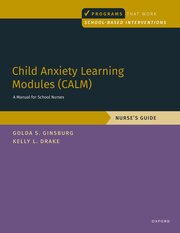 PROGRAMS THAT WORK
SCHOOL-BASED INTERVENTIONS
Child Anxiety Learning
Modules (CALM)
A Manual for School Nurses
NURSE'S GUIDE
GOLDA S. GINSBURG
KELLY L. DRAKE
OXFORD